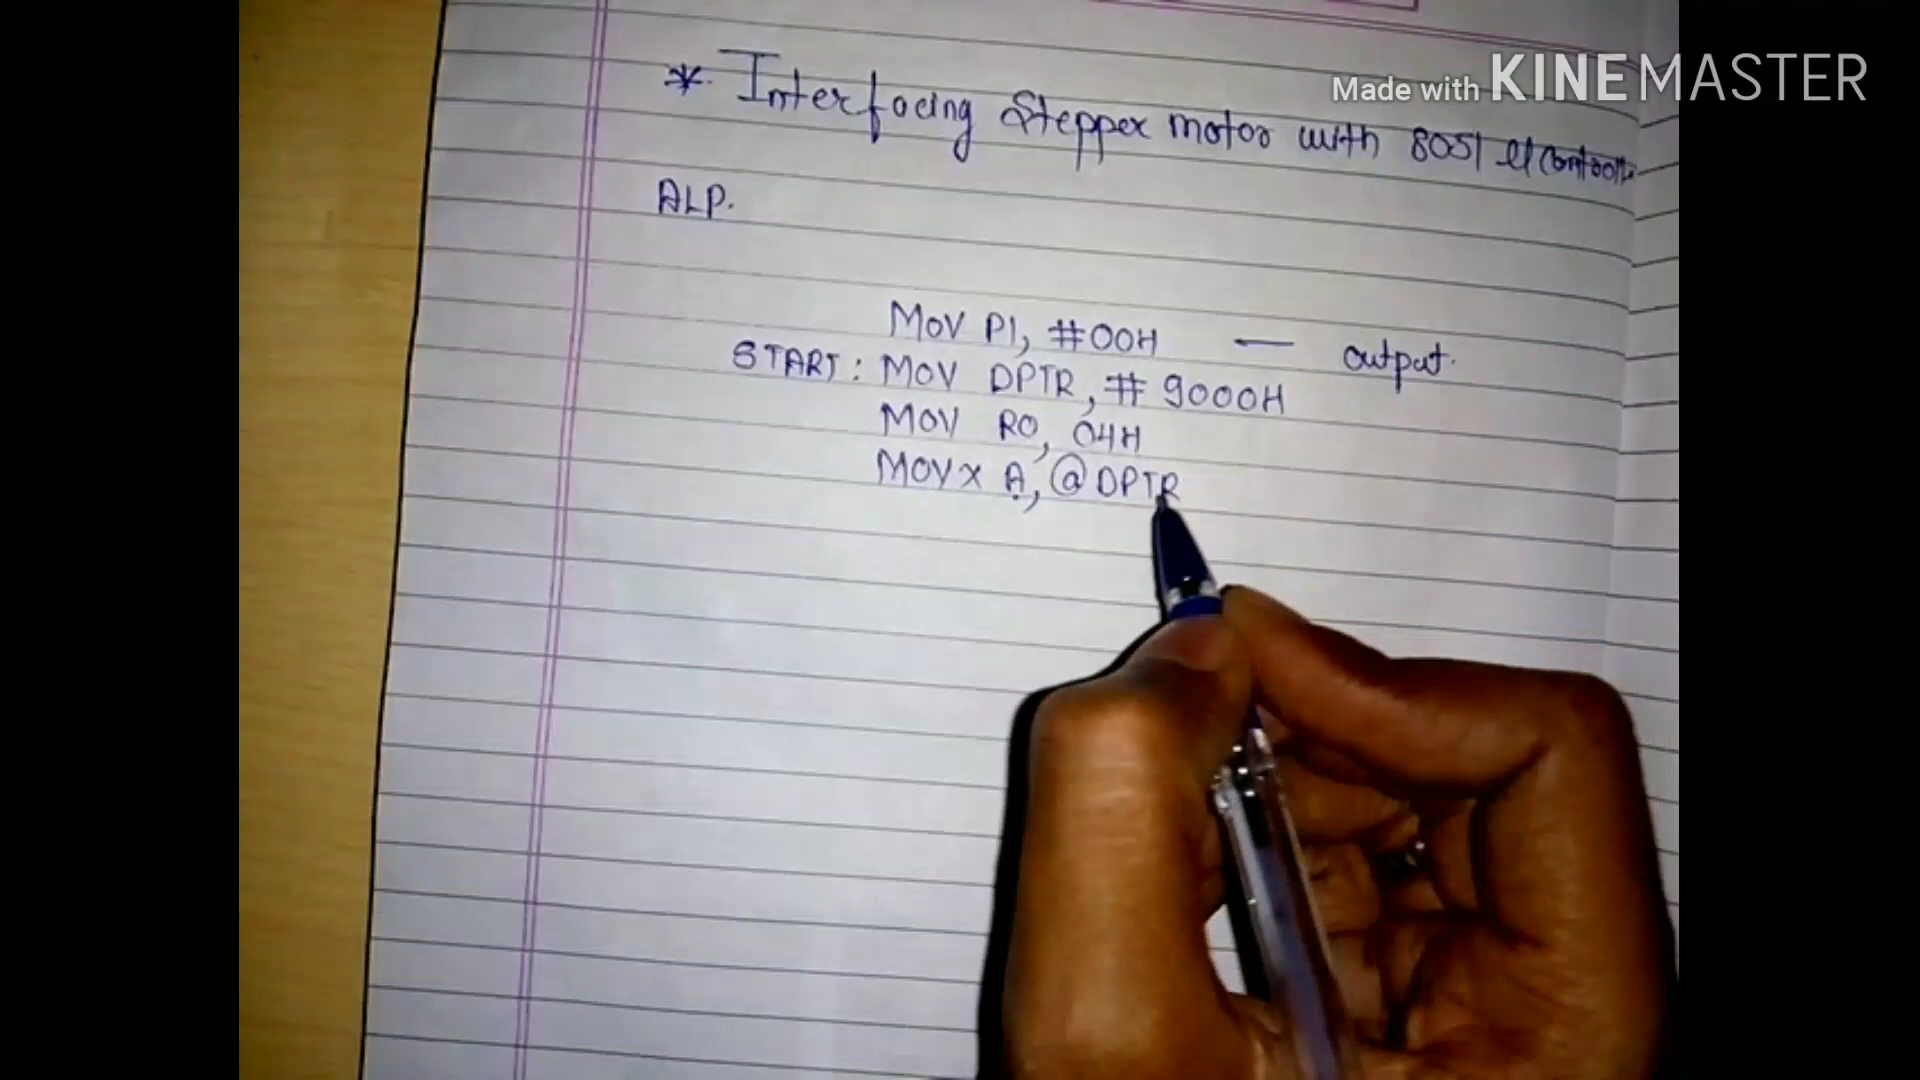 Made with KINEMASTER
* Interfacing Stepper motor with 8051
ALP.
MOV P1, #00H — output.
START: MOV DPTR, # 9000H
MOV R0, 04H
MOVX A, @DPTR